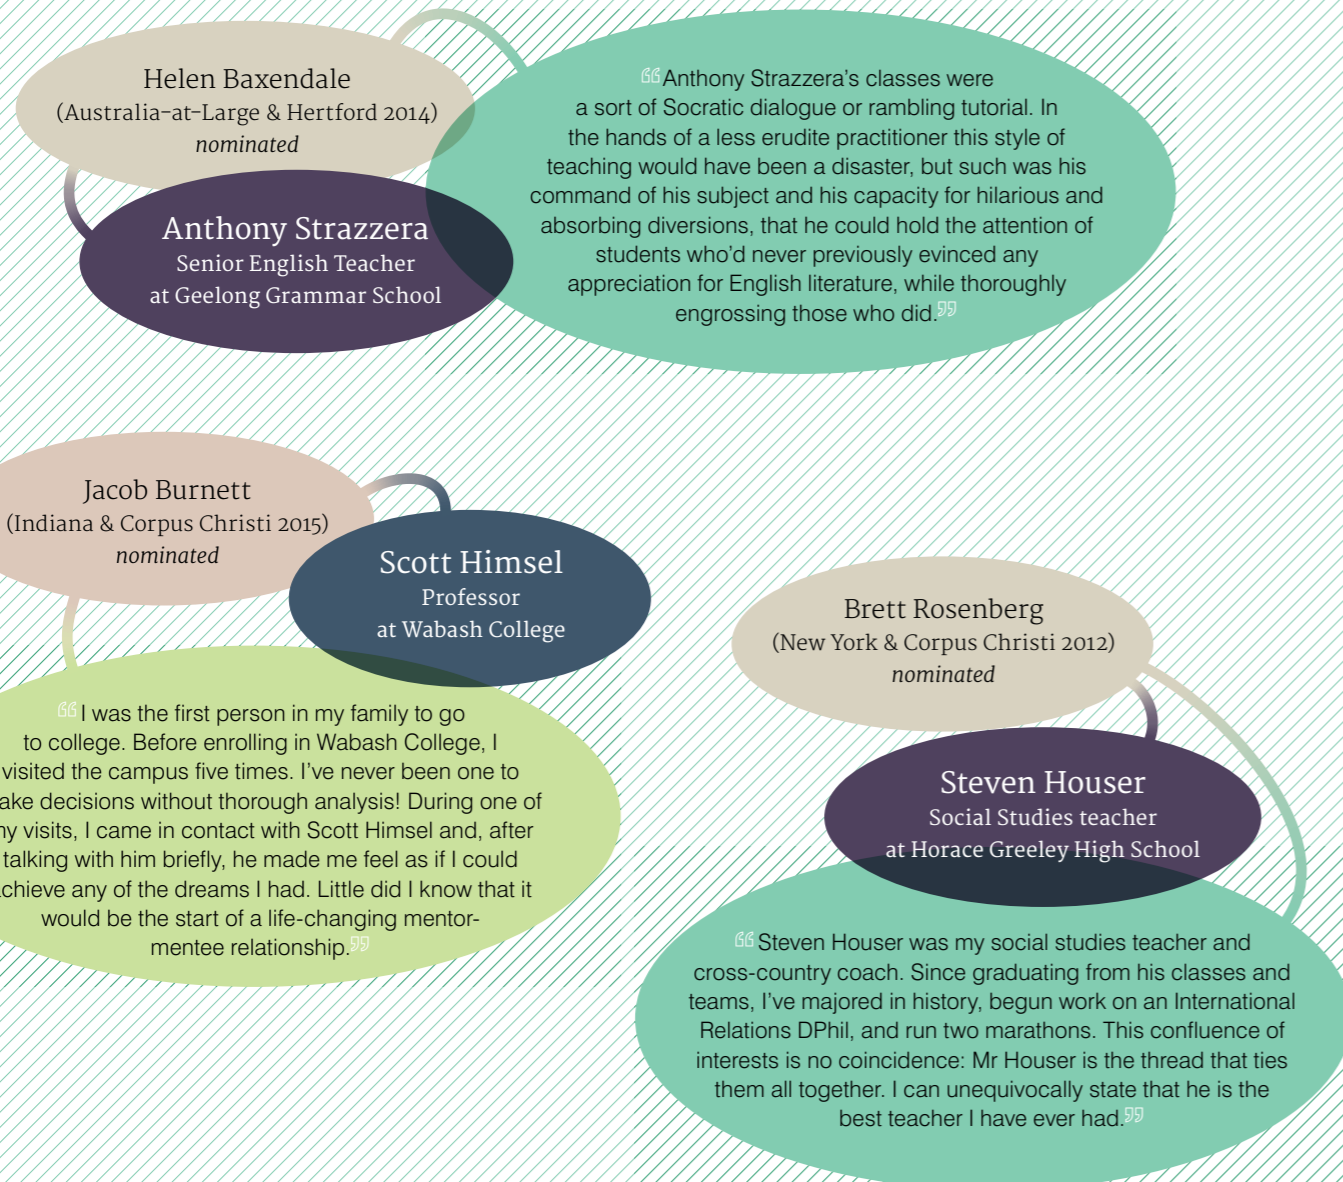 Helen Baxendale
(Australia-at-Large & Hertford 2014)
nominated
Anthony Strazzera
Senior English Teacher
at Geelong Grammar School
“Anthony Strazzera’s classes were
a sort of Socratic dialogue or rambling tutorial. In
the hands of a less erudite practitioner this style of
teaching would have been a disaster, but such was his
command of his subject and his capacity for hilarious and
absorbing diversions, that he could hold the attention of
students who’d never previously evinced any
appreciation for English literature, while thoroughly
engrossing those who did.”
Jacob Burnett
(Indiana & Corpus Christi 2015)
nominated
Scott Himsel
Professor
at Wabash College
“I was the first person in my family to go
to college. Before enrolling in Wabash College, I
visited the campus five times. I’ve never been one to
decisions without thorough analysis! During one of
visits, I came in contact with Scott Himsel and, after
talking with him briefly, he made me feel as if I could
any of the dreams I had. Little did I know that it
would be the start of a life-changing mentor-
mentee relationship.”
Brett Rosenberg
(New York & Corpus Christi 2012)
nominated
Steven Houser
Social Studies teacher
at Horace Greeley High School
“Steven Houser was my social studies teacher and
cross-country coach. Since graduating from his classes and
teams, I’ve majored in history, begun work on an International
Relations DPhil, and run two marathons. This confluence of
interests is no coincidence: Mr Houser is the thread that ties
them all together. I can unequivocally state that he is the
best teacher I have ever had.”